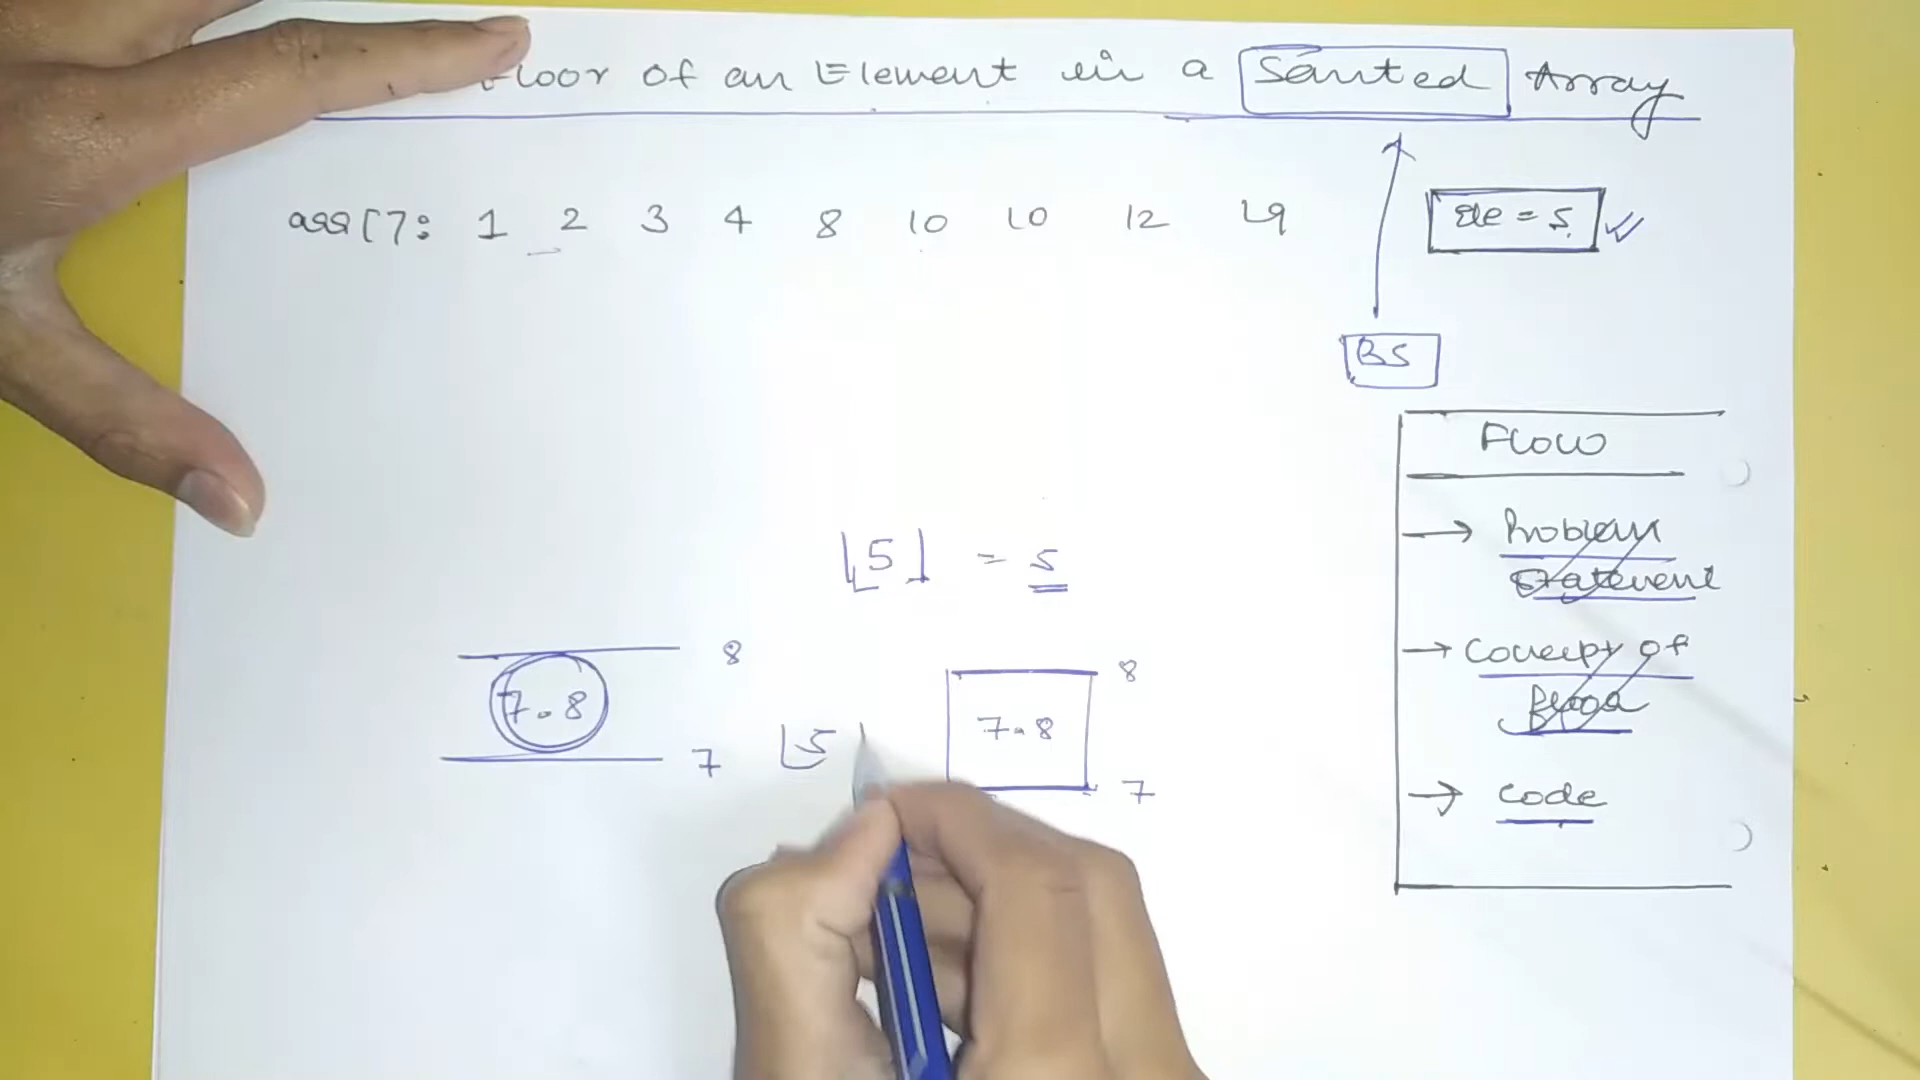 Floor of an Element in a Sorted Array
arr[]: 1 2 3 4 8 10 10 12 19
ele = 5
BS
Flow
→ Problem
Statement
→ Concept of
floor
→ Code
⌊5⌋ = 5
8
7.8
7
⌊5
8
7.8
7